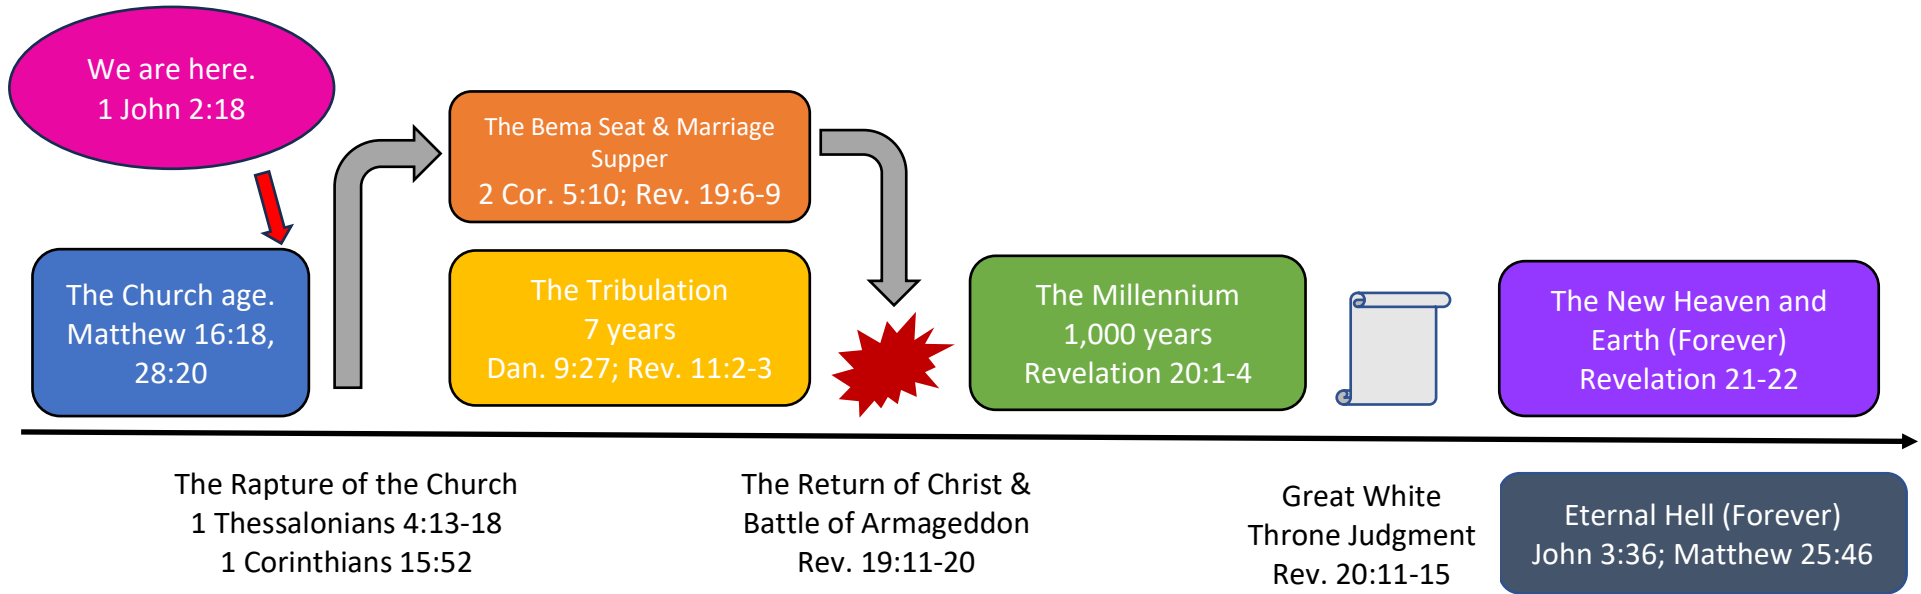 We are here.
1 John 2:18
The Church age.
Matthew 16:18,
28:20
The Rapture of the Church
1 Thessalonians 4:13-18
1 Corinthians 15:52
The Bema Seat & Marriage
Supper
2 Cor. 5:10; Rev. 19:6-9
The Tribulation
7 years
Dan. 9:27; Rev. 11:2-3
The Return of Christ &
Battle of Armageddon
Rev. 19:11-20
The Millennium
1,000 years
Revelation 20:1-4
Great White
Throne Judgment
Rev. 20:11-15
The New Heaven and
Earth (Forever)
Revelation 21-22
Eternal Hell (Forever)
John 3:36; Matthew 25:46